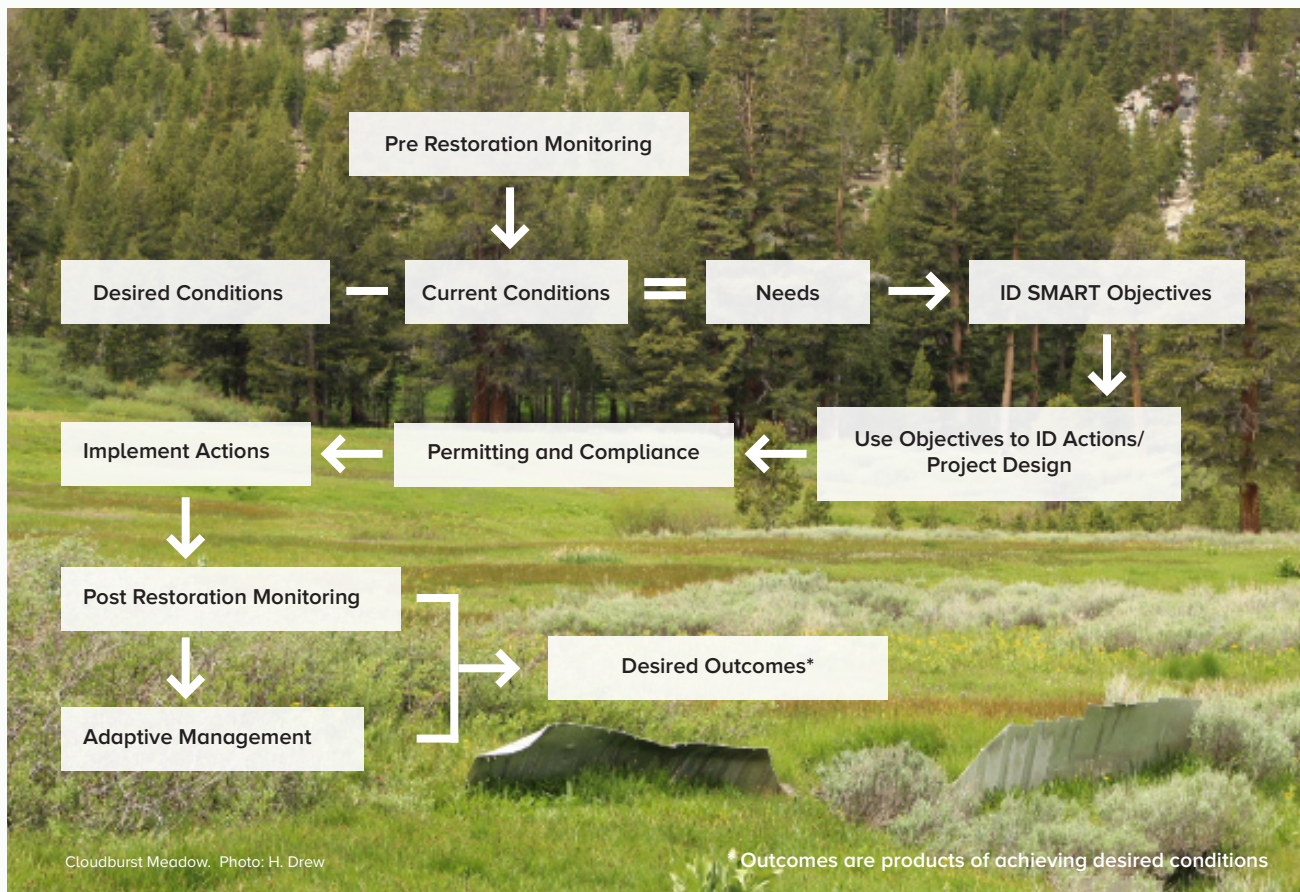 Pre Restoration Monitoring
Desired Conditions
Current Conditions
Needs
ID SMART Objectives
Use Objectives to ID Actions/
Project Design
Permitting and Compliance
Implement Actions
Post Restoration Monitoring
Desired Outcomes*
Adaptive Management
Cloudburst Meadow. Photo: H. Drew
*Outcomes are products of achieving desired conditions